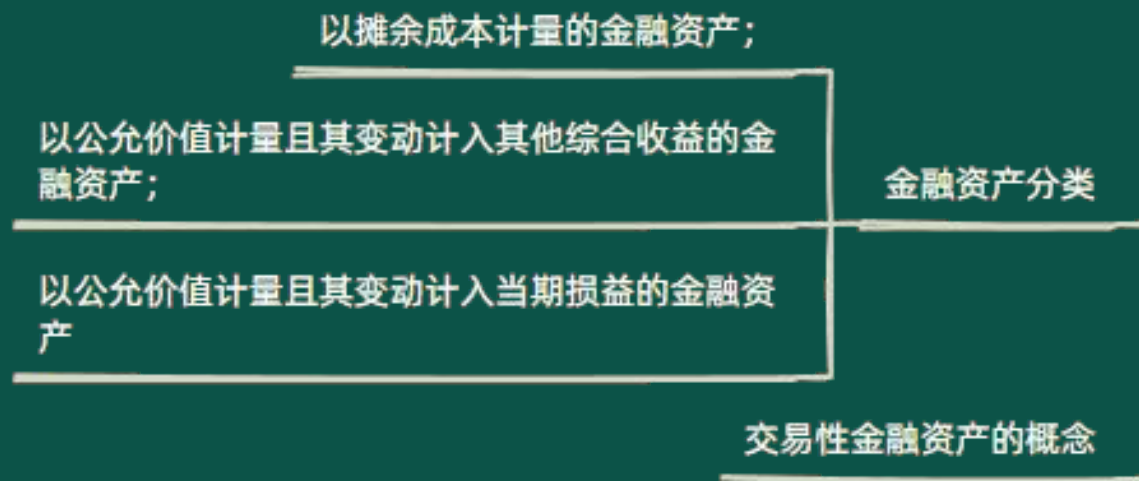 以摊余成本计量的金融资产；
以公允价值计量且其变动计入其他综合收益的金
融资产；
金融资产分类
以公允价值计量且其变动计入当期损益的金融资
产
交易性金融资产的概念